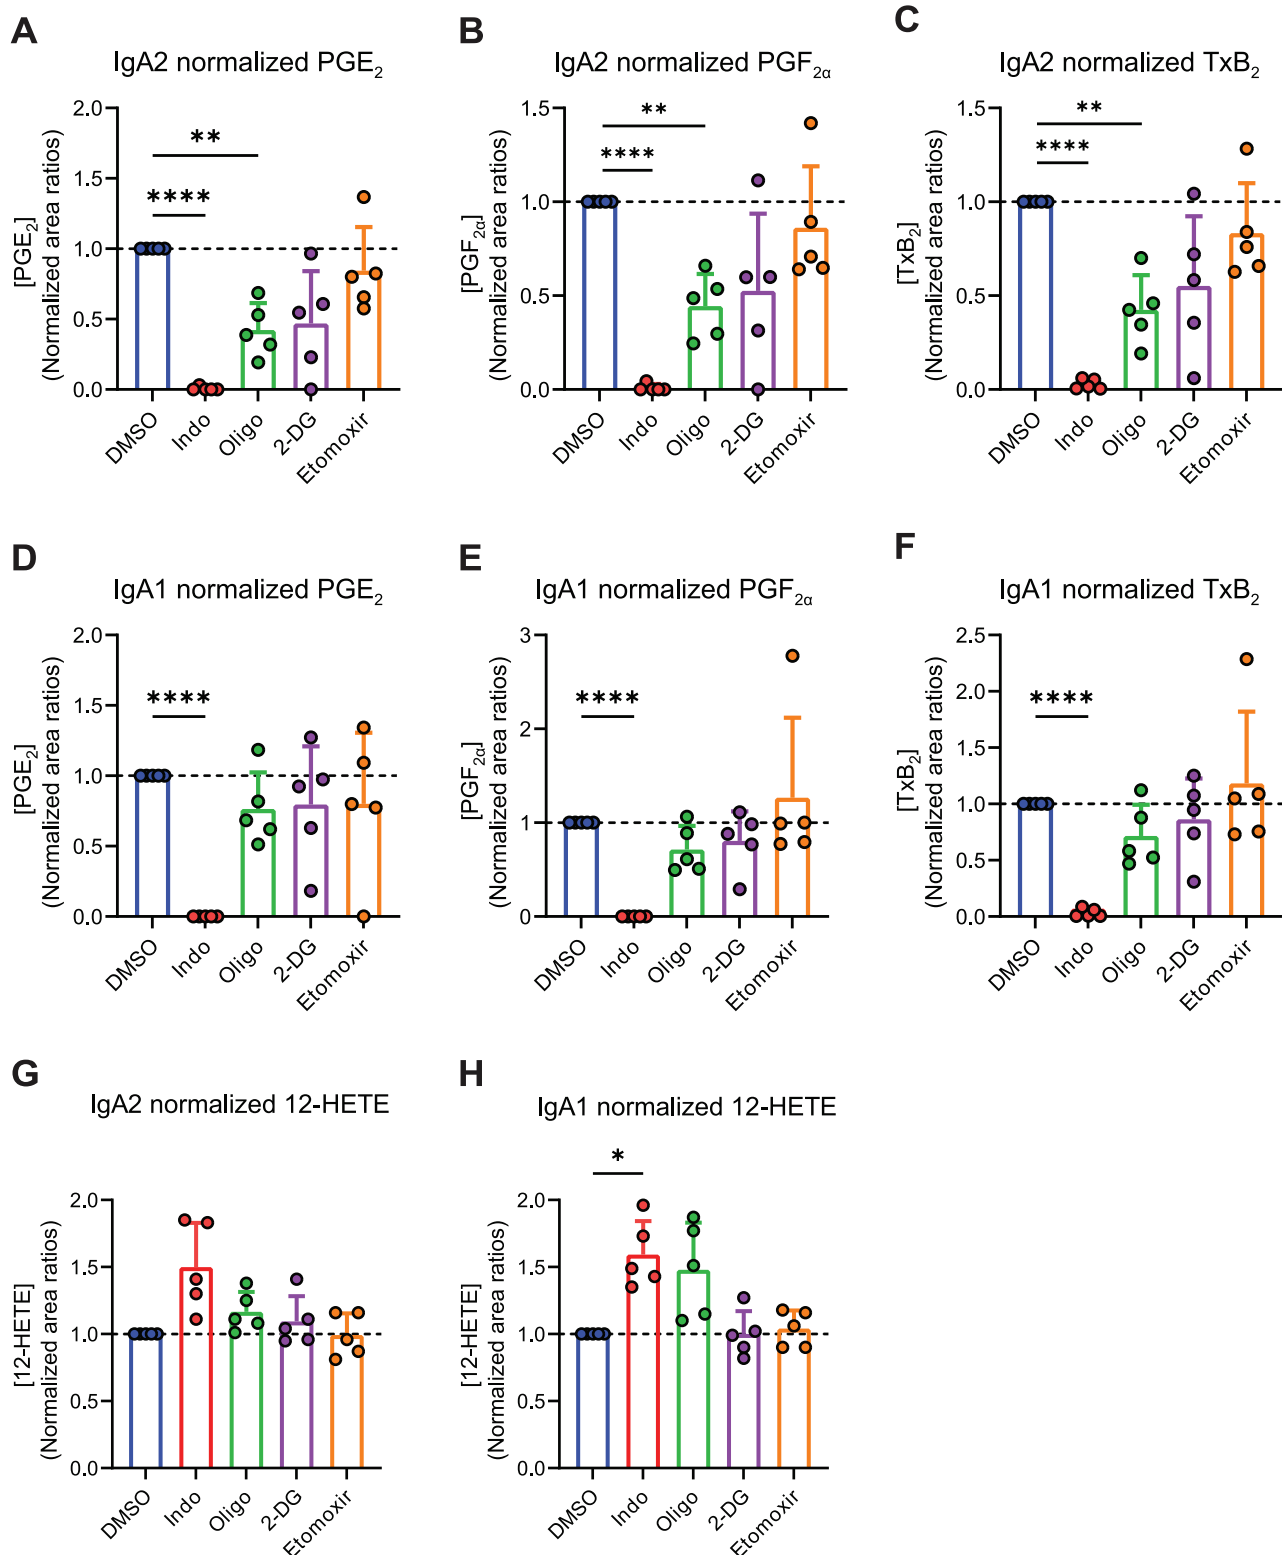 A
IgA2 normalized PGE₂
[PGE₂]
(Normalized area ratios)
2.0
1.5
1.0
0.5
0.0
**
****
DMSO
Indo
Oligo
2-DG
Etomoxir
B
IgA2 normalized PGF₂α
[PGF₂α]
(Normalized area ratios)
1.5
1.0
0.5
0.0
**
****
DMSO
Indo
Oligo
2-DG
Etomoxir
C
IgA2 normalized TxB₂
[TxB₂]
(Normalized area ratios)
1.5
1.0
0.5
0.0
**
****
DMSO
Indo
Oligo
2-DG
Etomoxir
D
IgA1 normalized PGE₂
[PGE₂]
(Normalized area ratios)
2.0
1.5
1.0
0.5
0.0
****
DMSO
Indo
Oligo
2-DG
Etomoxir
E
IgA1 normalized PGF₂α
[PGF₂α]
(Normalized area ratios)
3
2
1
0
****
DMSO
Indo
Oligo
2-DG
Etomoxir
F
IgA1 normalized TxB₂
[TxB₂]
(Normalized area ratios)
2.5
2.0
1.5
1.0
0.5
0.0
****
DMSO
Indo
Oligo
2-DG
Etomoxir
G
IgA2 normalized 12-HETE
[12-HETE]
(Normalized area ratios)
2.0
1.5
1.0
0.5
0.0
DMSO
Indo
Oligo
2-DG
Etomoxir
H
IgA1 normalized 12-HETE
[12-HETE]
(Normalized area ratios)
2.0
1.5
1.0
0.5
0.0
*
DMSO
Indo
Oligo
2-DG
Etomoxir